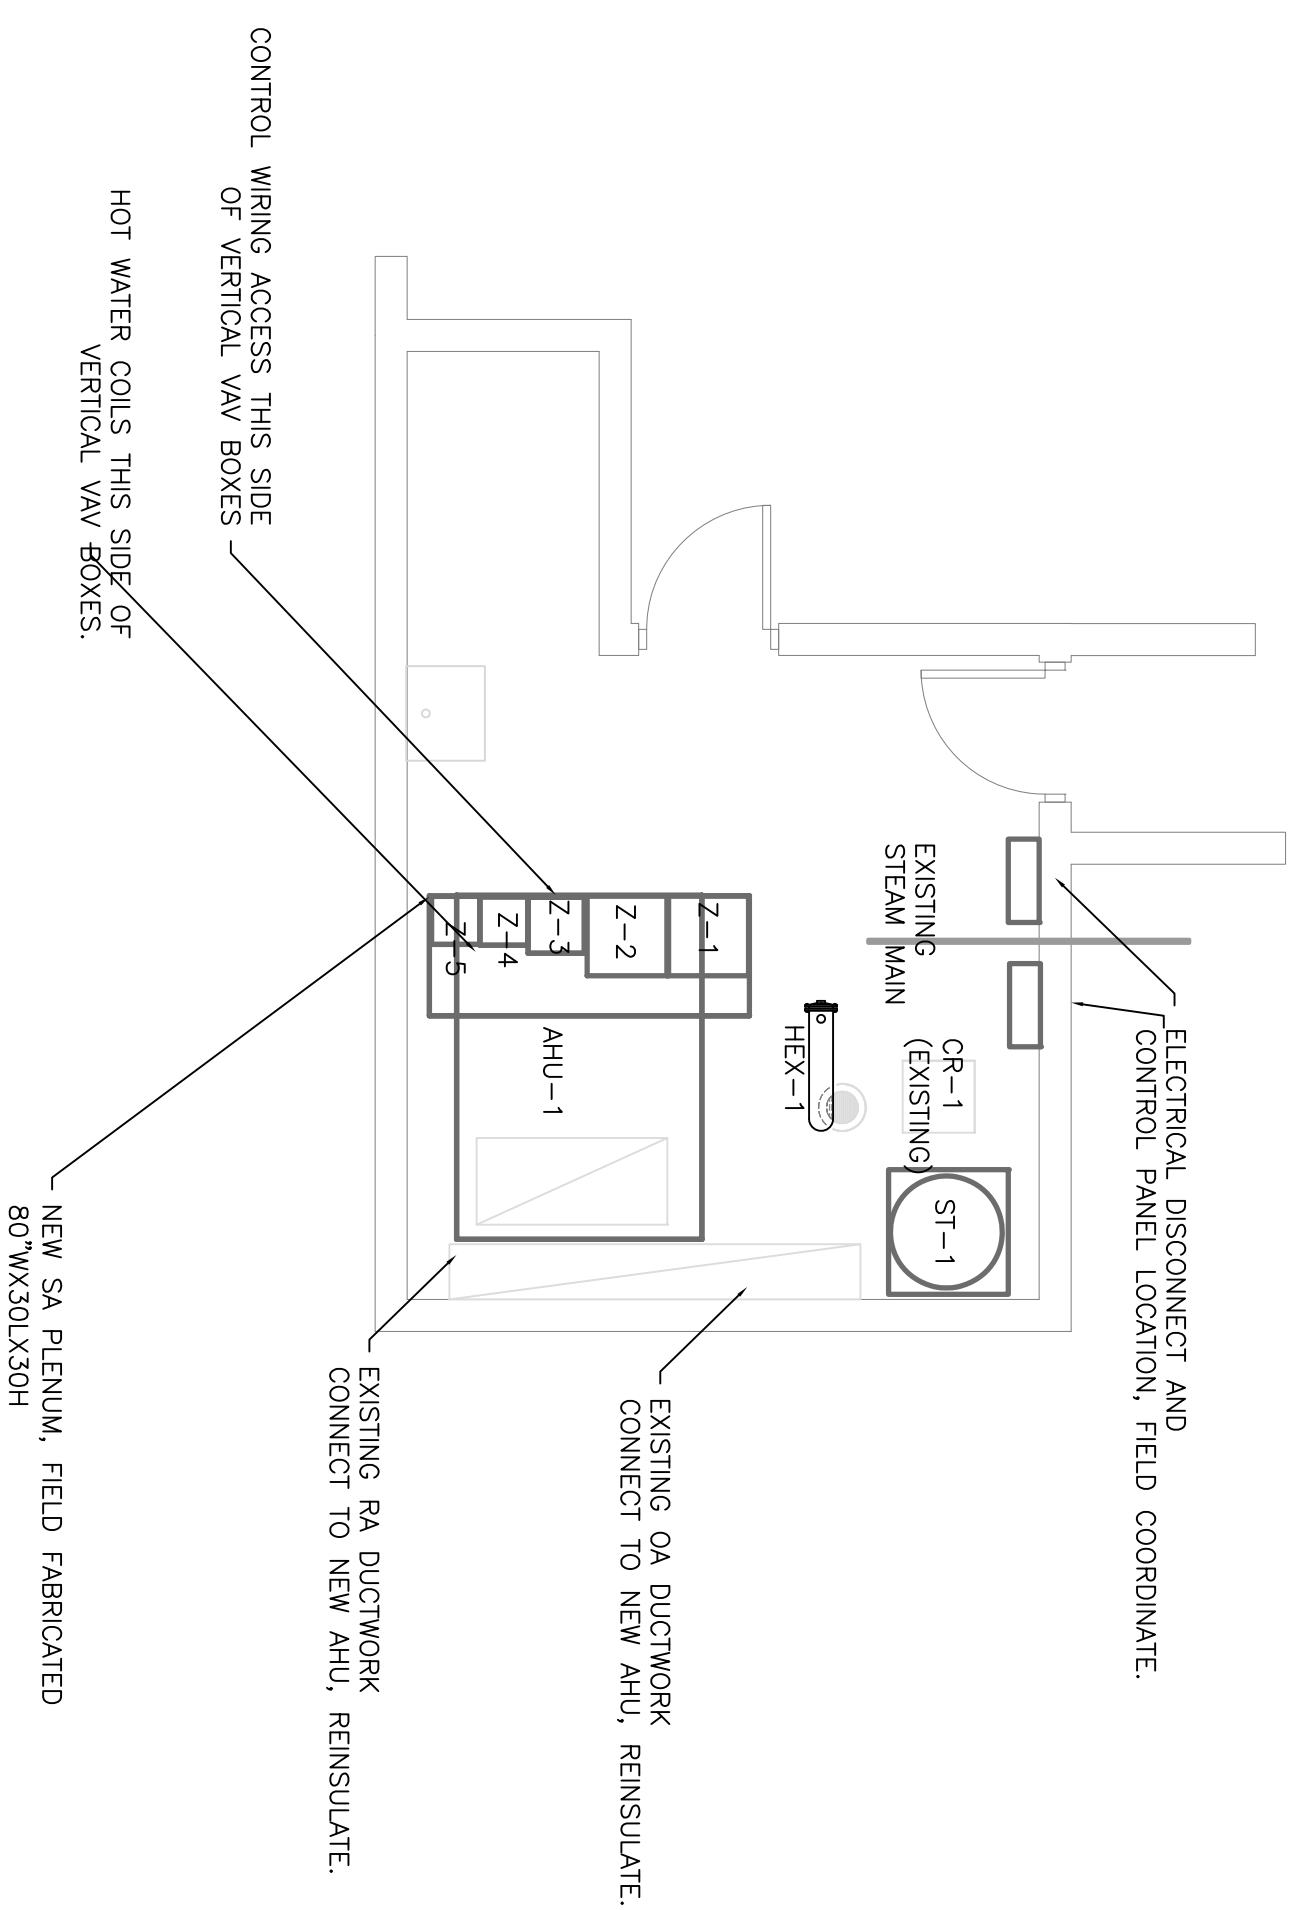 ELECTRICAL DISCONNECT AND
CONTROL PANEL LOCATION, FIELD COORDINATE.
EXISTING
STEAM MAIN
CR-1
(EXISTING)
ST-1
HEX-1
Z-1
Z-2
Z-3
Z-4
Z-5
AHU-1
EXISTING OA DUCTWORK
CONNECT TO NEW AHU, REINSULATE.
EXISTING RA DUCTWORK
CONNECT TO NEW AHU, REINSULATE.
CONTROL WIRING ACCESS THIS SIDE
OF VERTICAL VAV BOXES
HOT WATER COILS THIS SIDE OF
VERTICAL VAV BOXES.
NEW SA PLENUM, FIELD FABRICATED
80"WX30LX30H